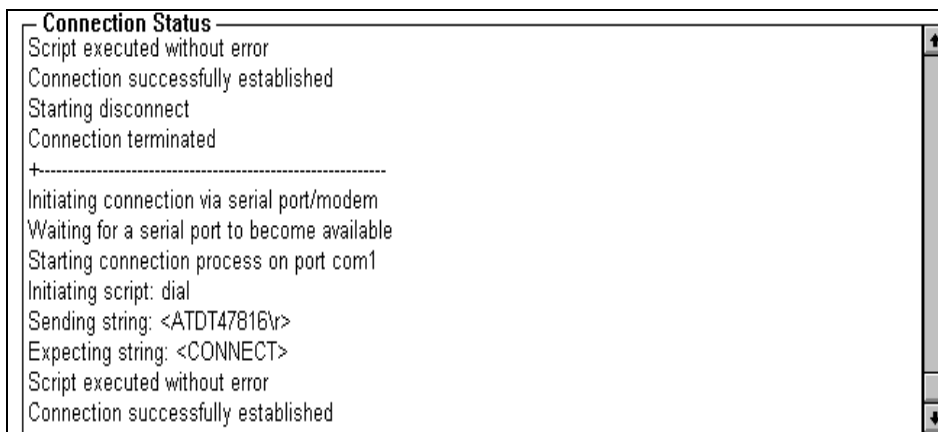 Connection Status
Script executed without error
Connection successfully established
Starting disconnect
Connection terminated
+------------------------------------------------------------
Initiating connection via serial port/modem
Waiting for a serial port to become available
Starting connection process on port com1
Initiating script: dial
Sending string: <ATDT47816\r>
Expecting string: <CONNECT>
Script executed without error
Connection successfully established